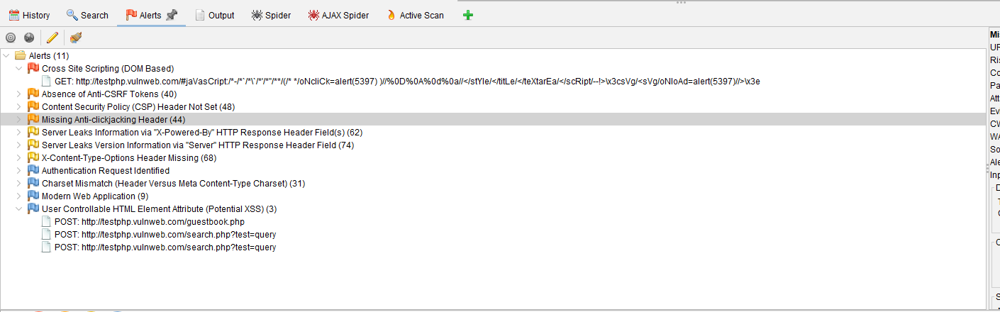 History Search Alerts Output Spider AJAX Spider Active Scan
Alerts (11)
Cross Site Scripting (DOM Based)
GET: http://testphp.vulnweb.com/#jaVasCript:/*-/*`/*\`/*'/*"/**/(/* */oNcliCk=alert(5397) )//%0D%0A%0d%0a//</stYle/</titLe/</teXtarEa/</scRipt/--!>\x3csVg/<sVg/oNloAd=alert(5397)//>\x3e
Absence of Anti-CSRF Tokens (40)
Content Security Policy (CSP) Header Not Set (48)
Missing Anti-clickjacking Header (44)
Server Leaks Information via "X-Powered-By" HTTP Response Header Field(s) (62)
Server Leaks Version Information via "Server" HTTP Response Header Field (74)
X-Content-Type-Options Header Missing (68)
Authentication Request Identified
Charset Mismatch (Header Versus Meta Content-Type Charset) (31)
Modern Web Application (9)
User Controllable HTML Element Attribute (Potential XSS) (3)
POST: http://testphp.vulnweb.com/guestbook.php
POST: http://testphp.vulnweb.com/search.php?test=query
POST: http://testphp.vulnweb.com/search.php?test=query
Mi
UR
Ris
Co
Pa
Att
Evi
CW
WA
So
Ale
Inp